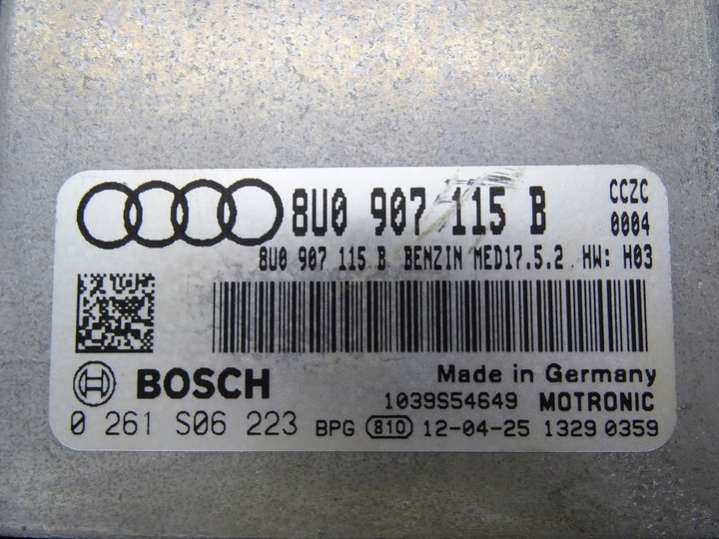 8U0 907 115 B CCZC
0004
8U0 907 115 B BENZIN MED17.5.2 HW: H03
BOSCH Made in Germany
1039S54649 MOTRONIC
0 261 S06 223 BPG 810 12-04-25 1329 0359